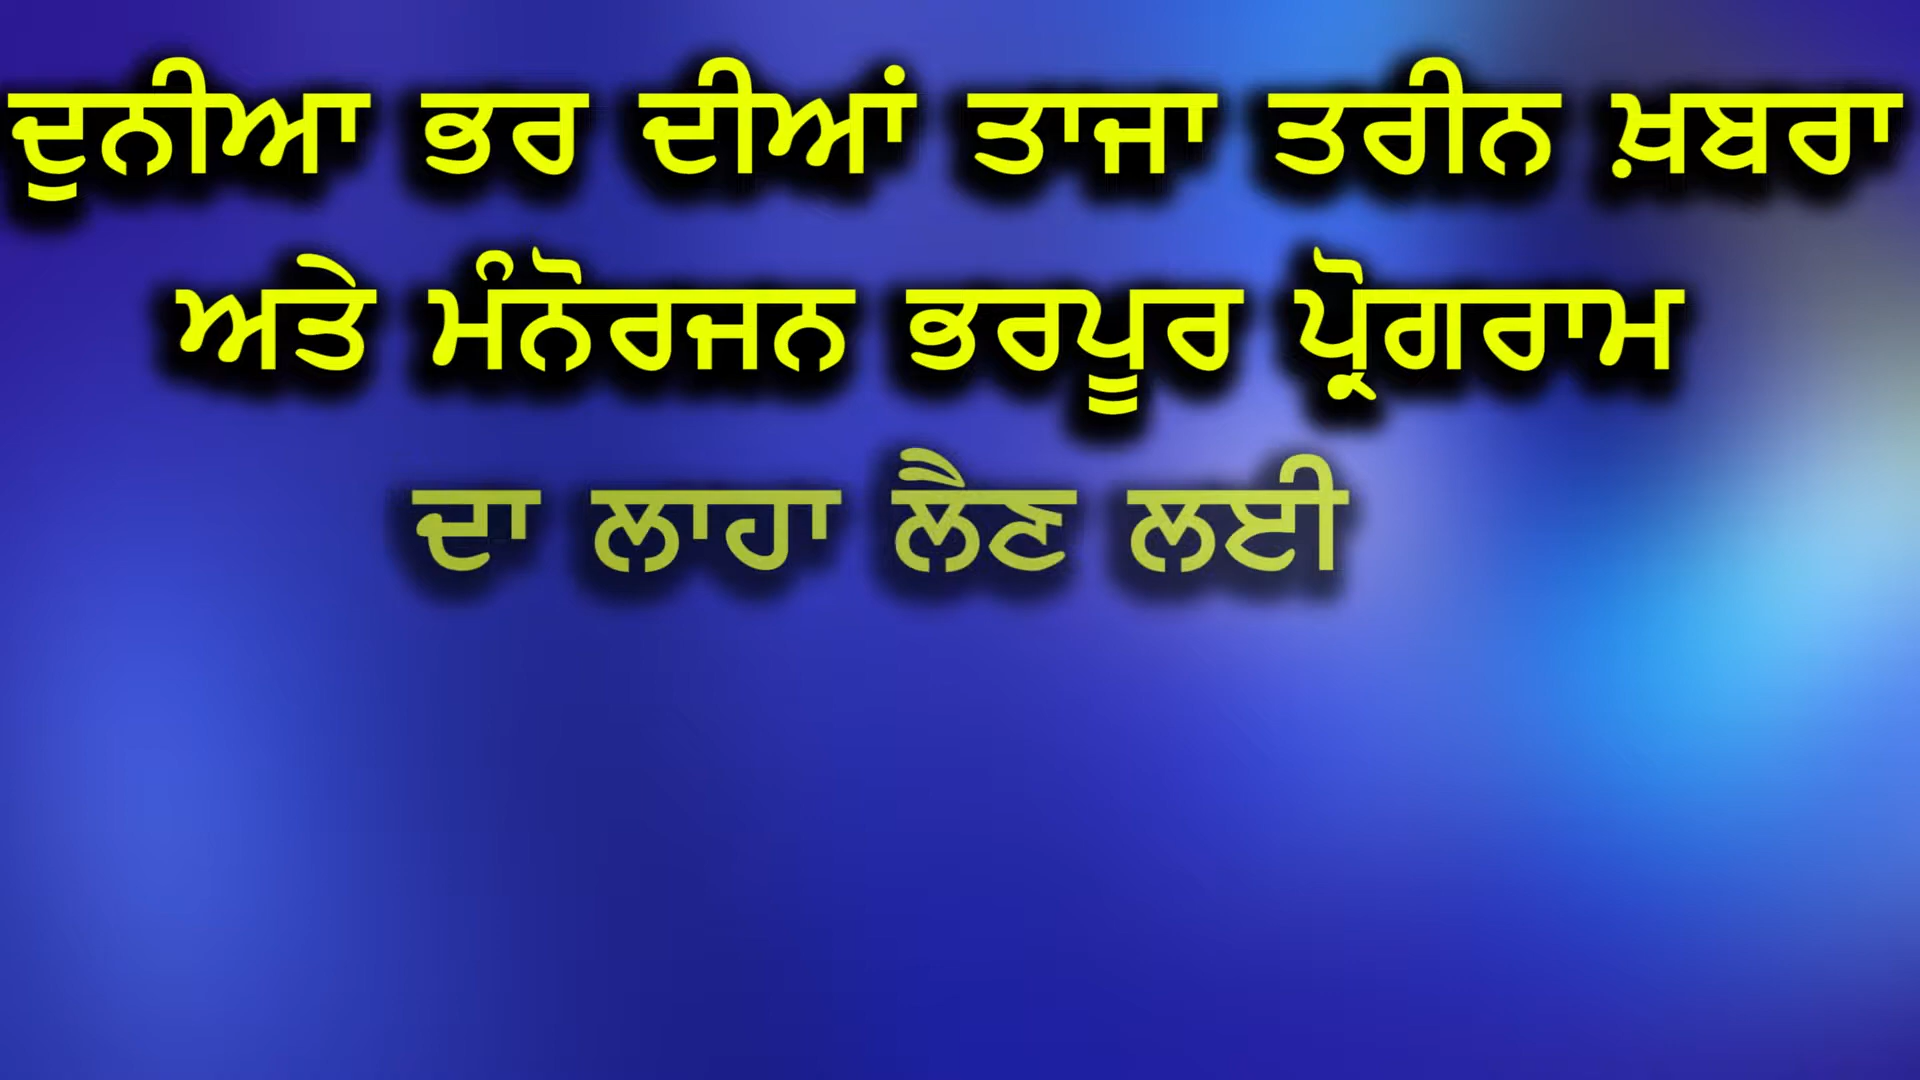 ਦੁਨੀਆ ਭਰ ਦੀਆਂ ਤਾਜਾ ਤਰੀਨ ਖ਼ਬਰਾ
ਅਤੇ ਮੰਨੋਰਜਨ ਭਰਪੂਰ ਪ੍ਰੋਗਰਾਮ
ਦਾ ਲਾਹਾ ਲੈਣ ਲਈ